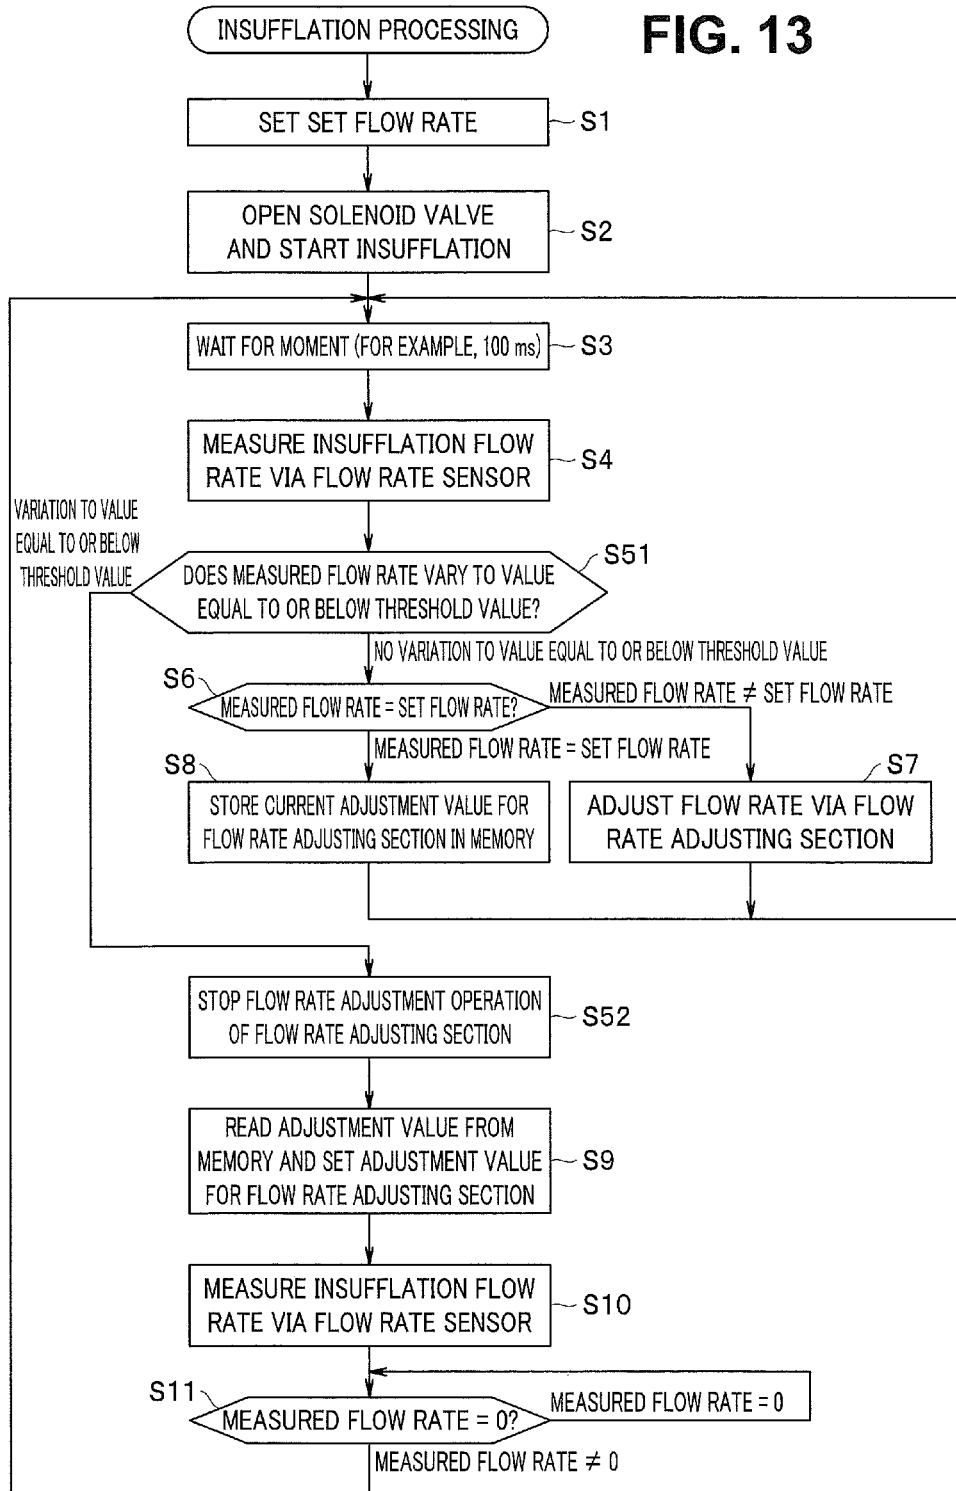 INSUFFLATION PROCESSING
FIG. 13
SET SET FLOW RATE
S1
OPEN SOLENOID VALVE
AND START INSUFFLATION
S2
WAIT FOR MOMENT (FOR EXAMPLE, 100 ms)
S3
MEASURE INSUFFLATION FLOW
RATE VIA FLOW RATE SENSOR
S4
VARIATION TO VALUE
EQUAL TO OR BELOW
THRESHOLD VALUE
DOES MEASURED FLOW RATE VARY TO VALUE
EQUAL TO OR BELOW THRESHOLD VALUE?
S51
NO VARIATION TO VALUE EQUAL TO OR BELOW THRESHOLD VALUE
S6
MEASURED FLOW RATE = SET FLOW RATE?
MEASURED FLOW RATE ≠ SET FLOW RATE
MEASURED FLOW RATE = SET FLOW RATE
S8
STORE CURRENT ADJUSTMENT VALUE FOR
FLOW RATE ADJUSTING SECTION IN MEMORY
S7
ADJUST FLOW RATE VIA FLOW
RATE ADJUSTING SECTION
STOP FLOW RATE ADJUSTMENT OPERATION
OF FLOW RATE ADJUSTING SECTION
S52
READ ADJUSTMENT VALUE FROM
MEMORY AND SET ADJUSTMENT VALUE
FOR FLOW RATE ADJUSTING SECTION
S9
MEASURE INSUFFLATION FLOW
RATE VIA FLOW RATE SENSOR
S10
S11
MEASURED FLOW RATE = 0?
MEASURED FLOW RATE = 0
MEASURED FLOW RATE ≠ 0